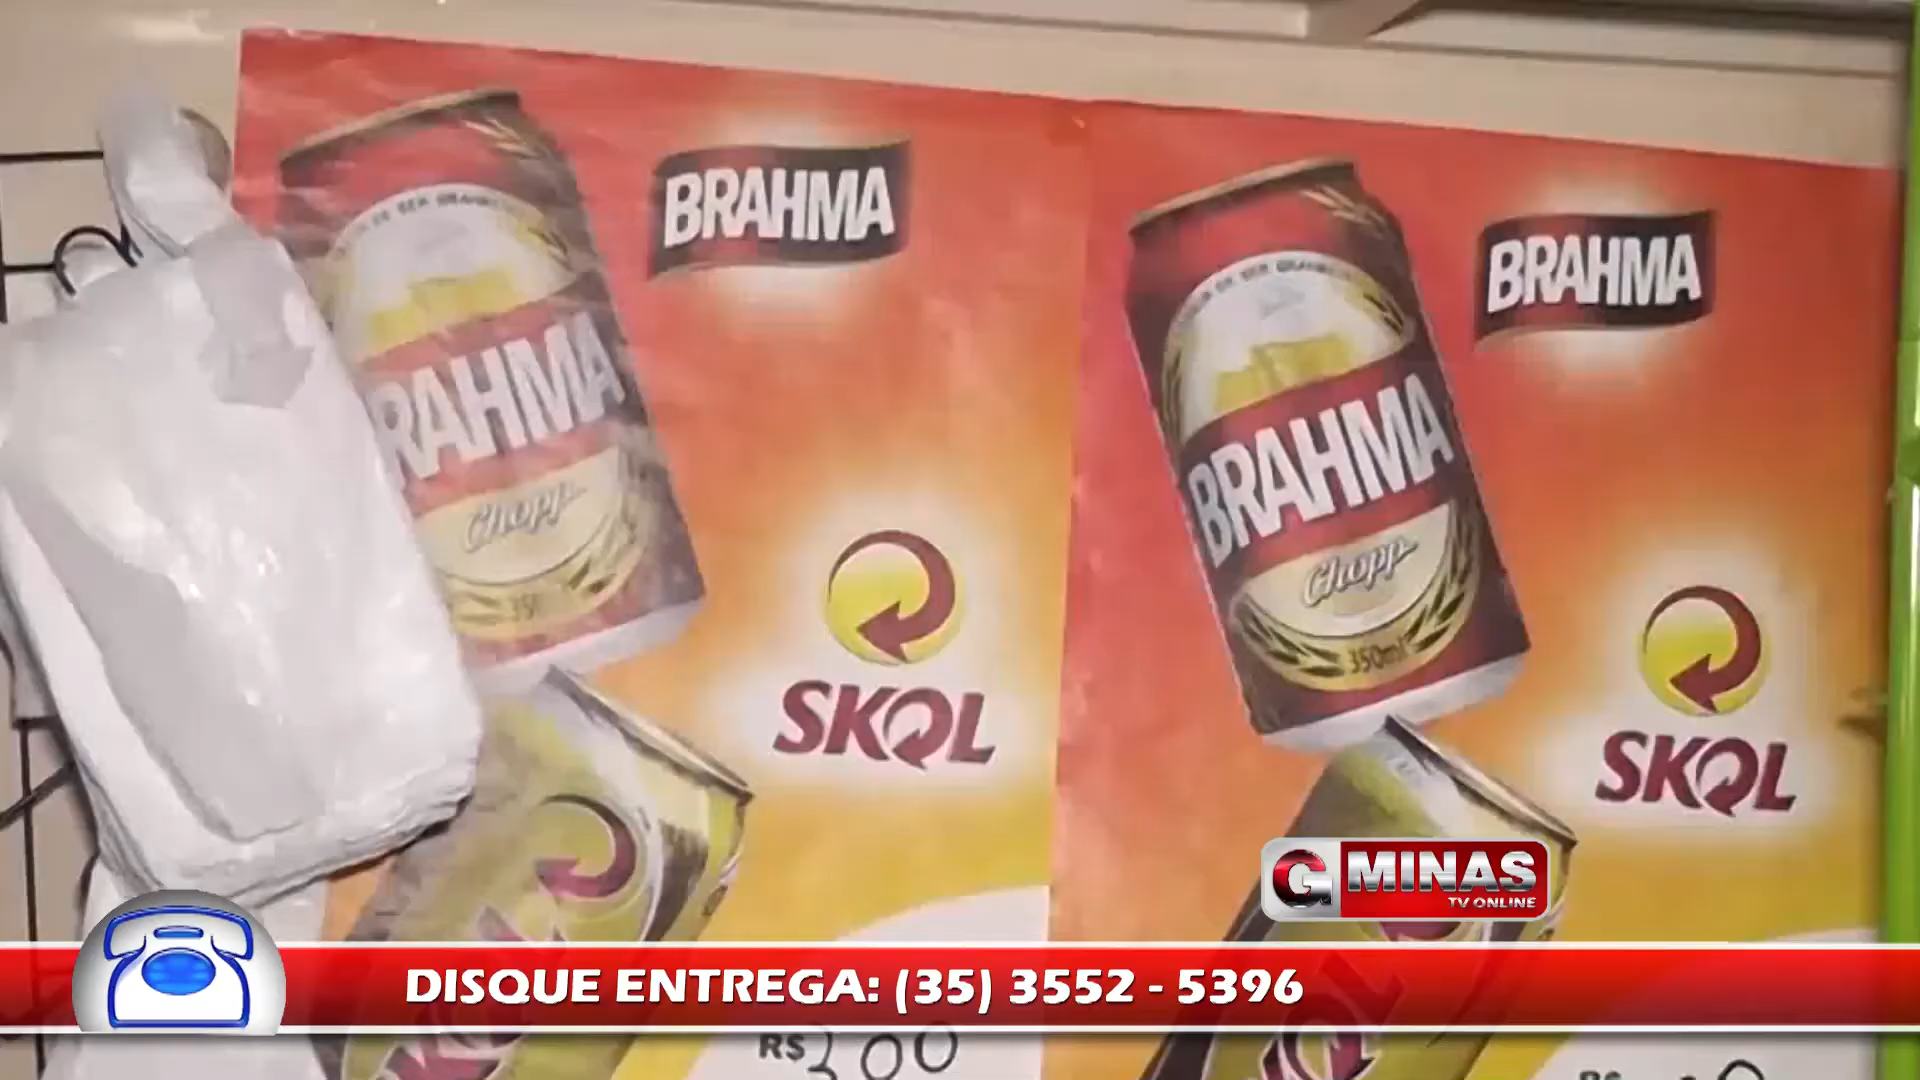 BRAHMA
BRAHMA
RAHMA
Chopp
BRAHMA
Chopp
350ml
SKOL
SKOL
G MINAS
TV ONLINE
DISQUE ENTREGA: (35) 3552 - 5396
R$ 3,00
R$